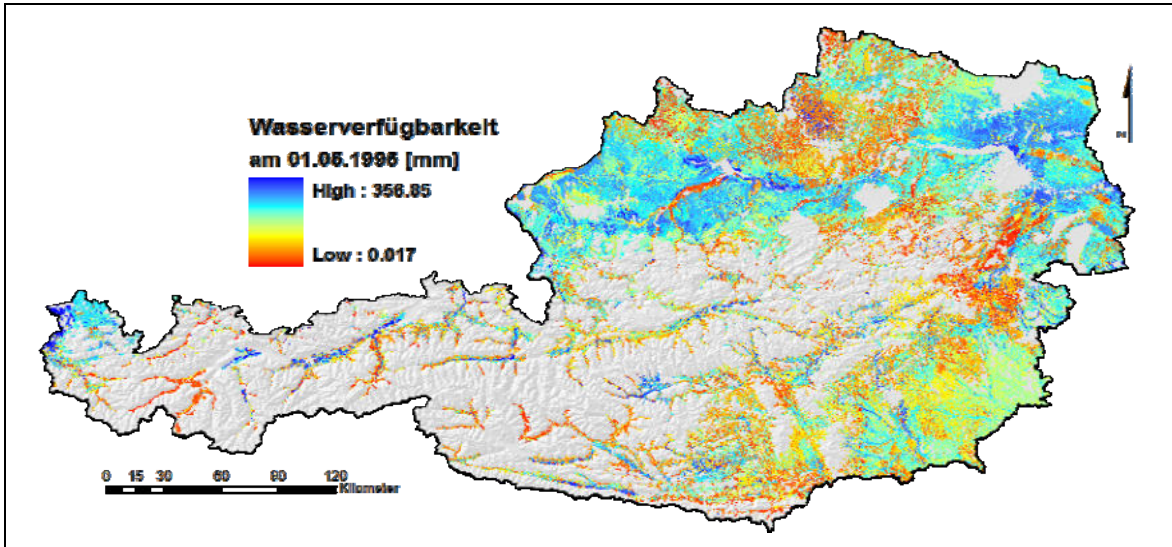 Wasserverfügbarkeit
am 01.05.1995 [mm]
High : 356.85
Low : 0.017
0 15 30 60 90 120
Kilometer